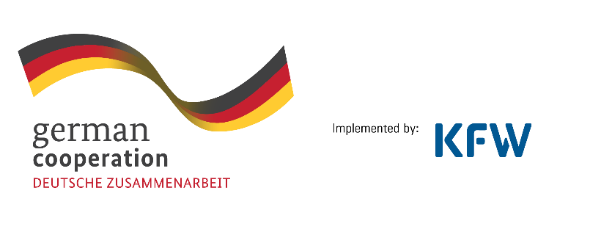 german
cooperation
DEUTSCHE ZUSAMMENARBEIT
Implemented by:
KFW